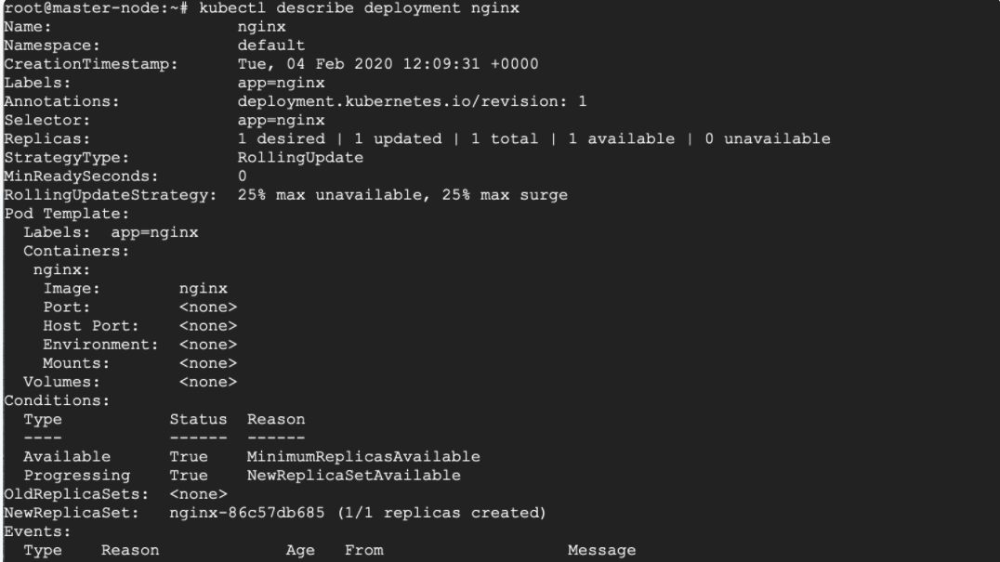 root@master-node:~# kubectl describe deployment nginx
Name:                   nginx
Namespace:              default
CreationTimestamp:      Tue, 04 Feb 2020 12:09:31 +0000
Labels:                 app=nginx
Annotations:            deployment.kubernetes.io/revision: 1
Selector:               app=nginx
Replicas:               1 desired | 1 updated | 1 total | 1 available | 0 unavailable
StrategyType:           RollingUpdate
MinReadySeconds:        0
RollingUpdateStrategy:  25% max unavailable, 25% max surge
Pod Template:
  Labels:  app=nginx
  Containers:
   nginx:
    Image:        nginx
    Port:         <none>
    Host Port:    <none>
    Environment:  <none>
    Mounts:       <none>
  Volumes:        <none>
Conditions:
  Type           Status  Reason
  ----           ------  ------
  Available      True    MinimumReplicasAvailable
  Progressing    True    NewReplicaSetAvailable
OldReplicaSets:  <none>
NewReplicaSet:   nginx-86c57db685 (1/1 replicas created)
Events:
  Type    Reason             Age   From                   Message